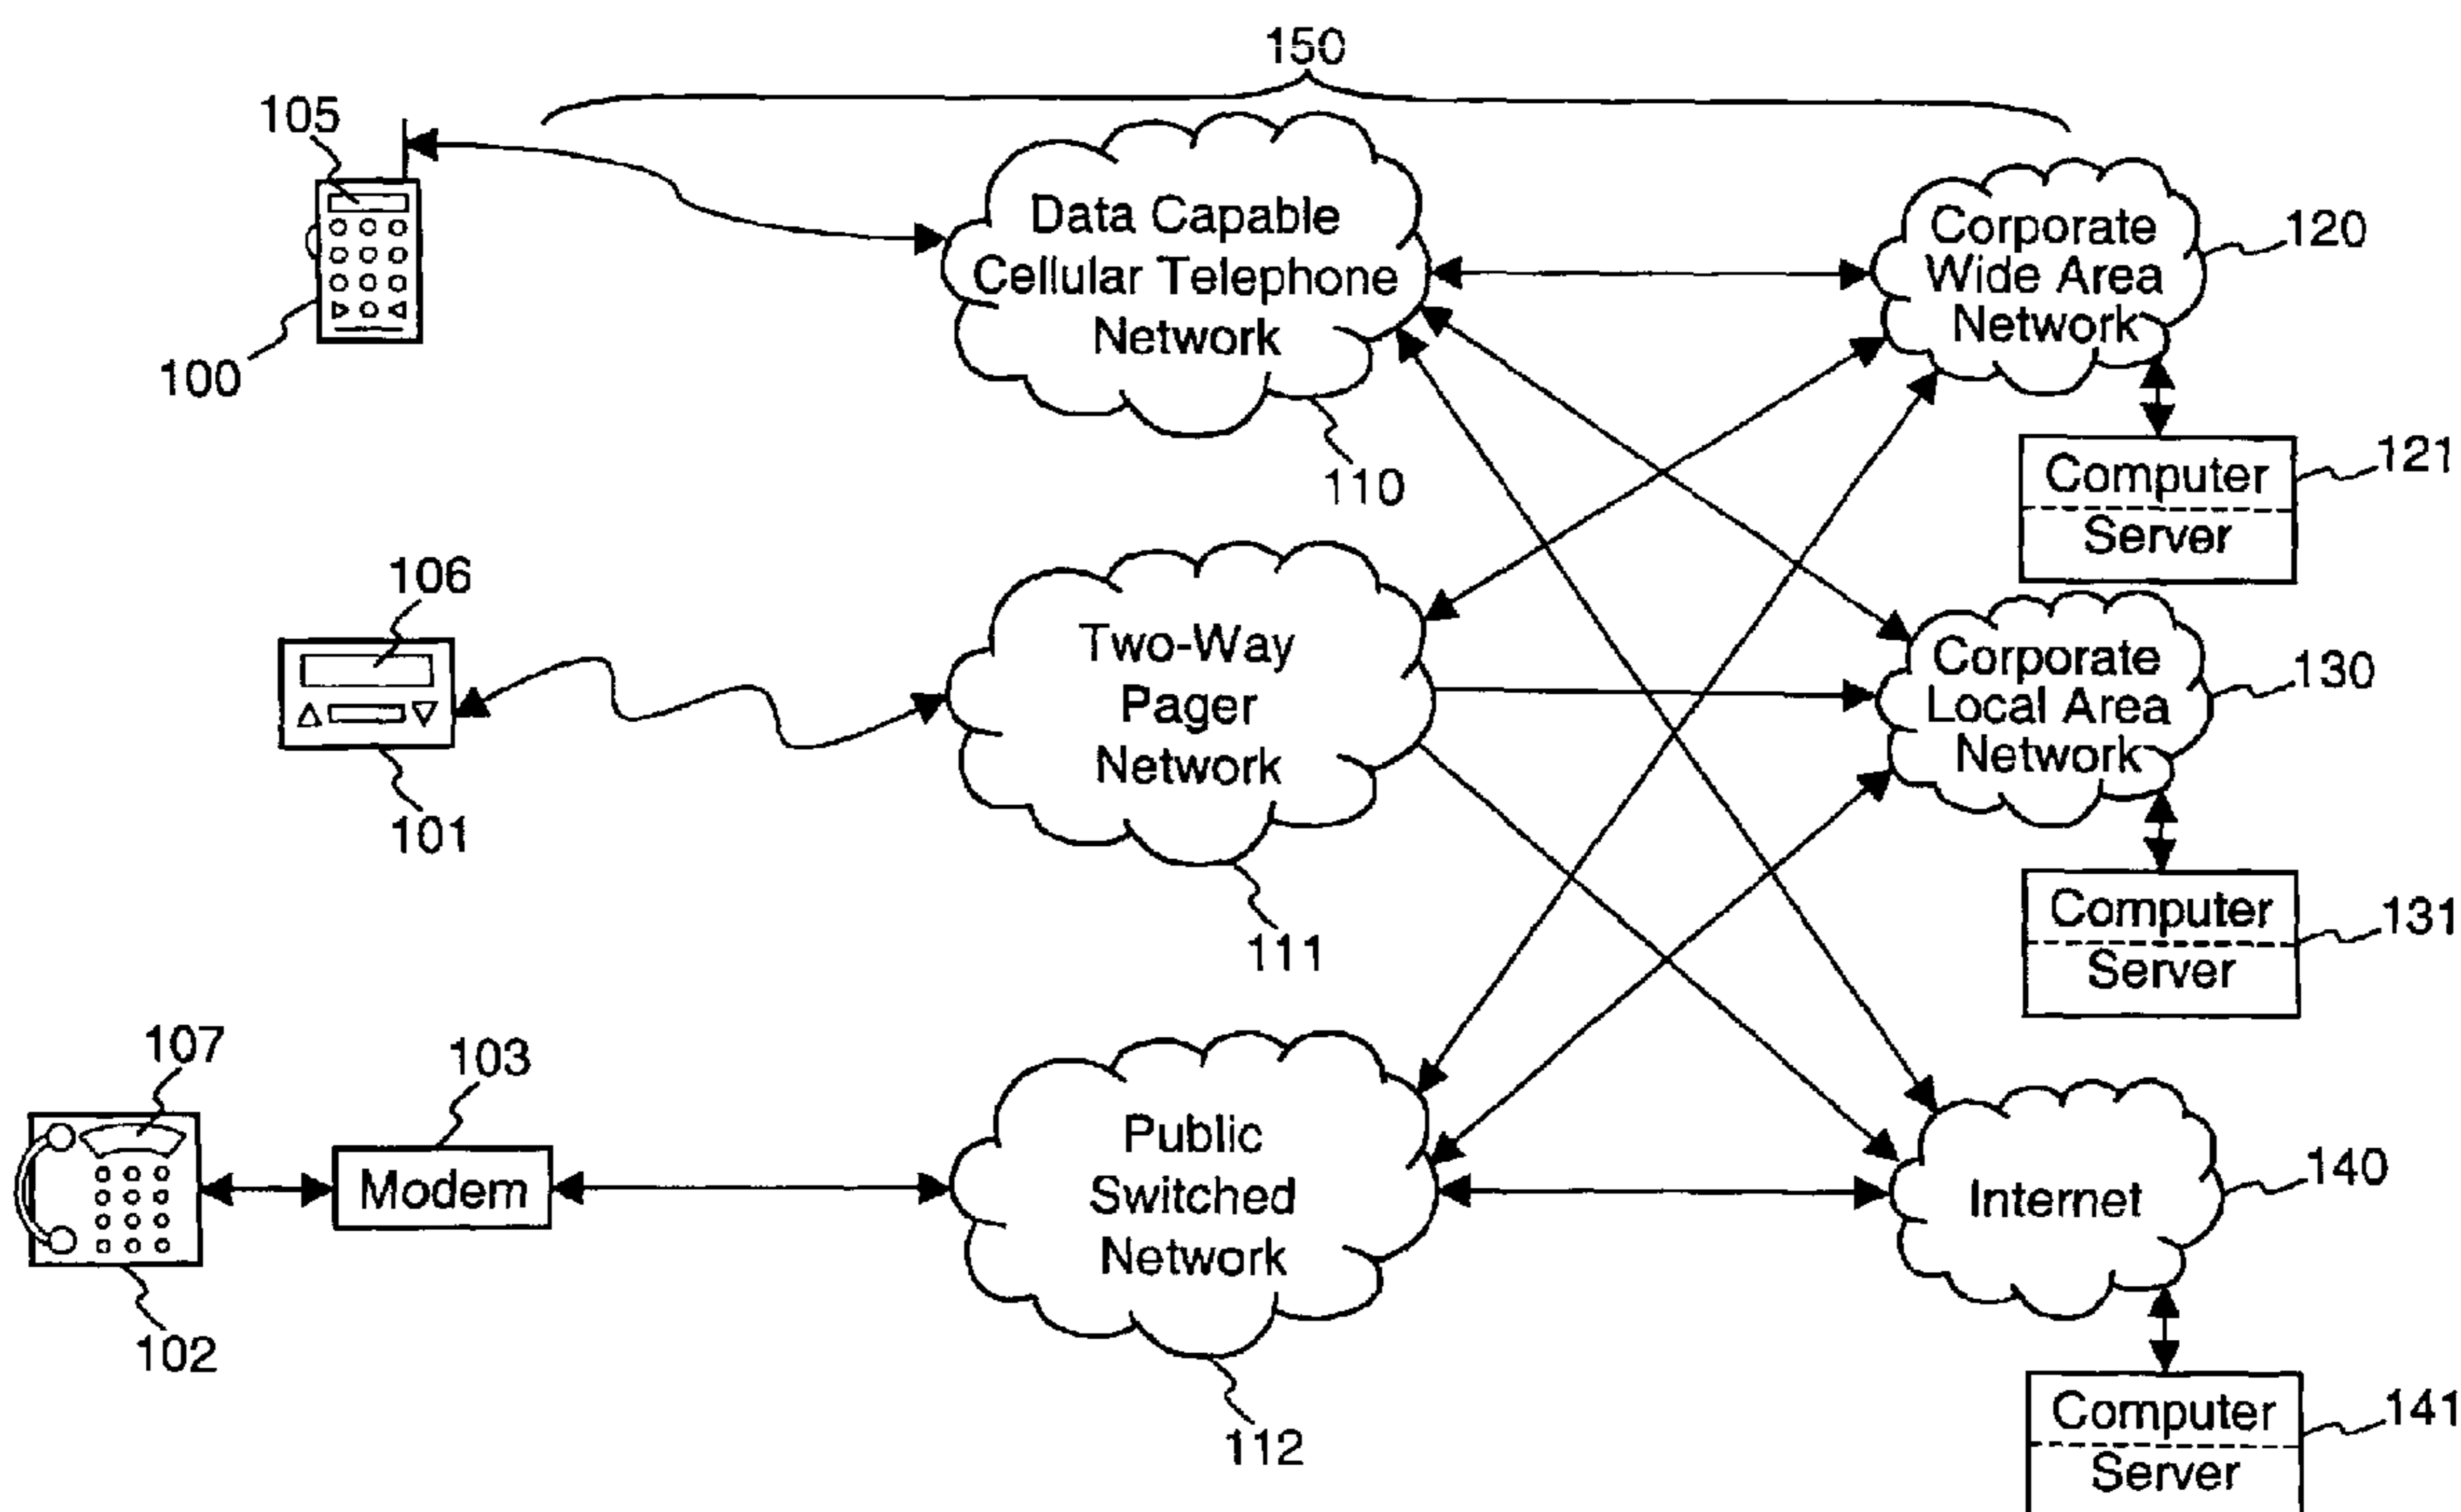 150
105
Data Capable
Cellular Telephone
Network
Corporate
Wide Area
Network
120
100
110
Computer
Server
121
106
Two-Way
Pager
Network
Corporate
Local Area
Network
130
101
111
Computer
Server
131
107
103
Modem
Public
Switched
Network
Internet
140
102
112
Computer
Server
141